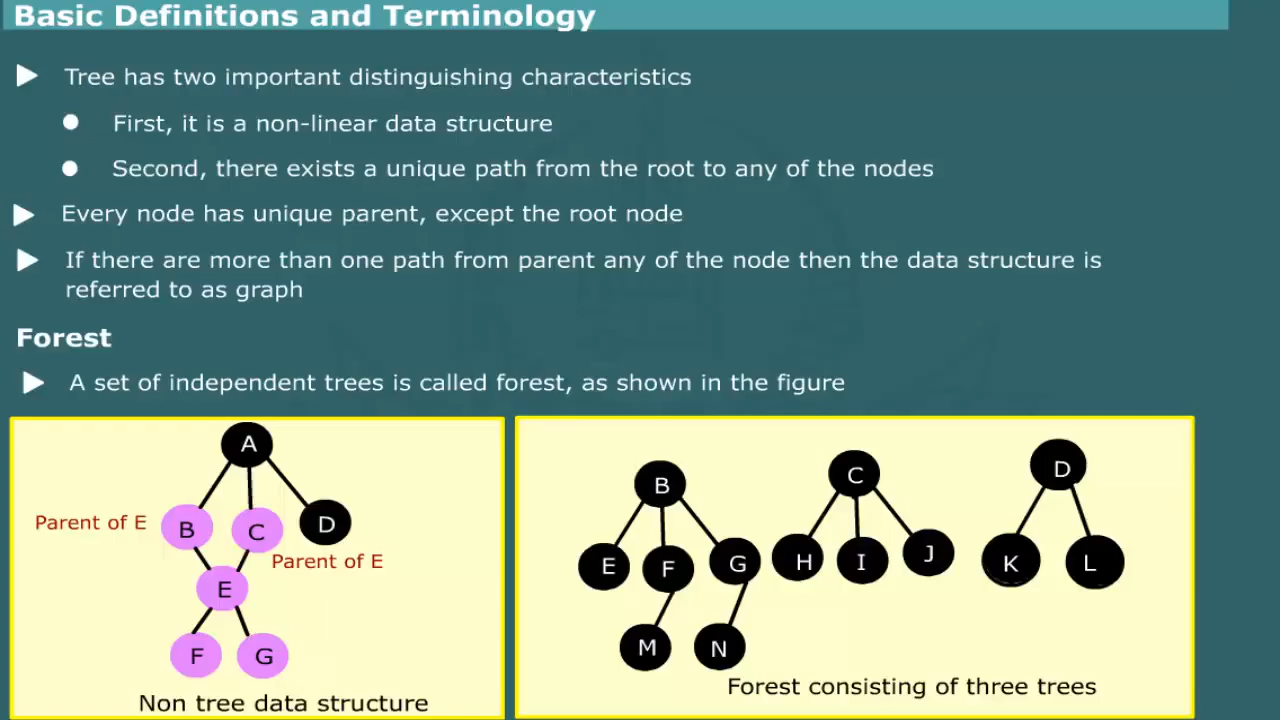 Basic Definitions and Terminology
Tree has two important distinguishing characteristics
First, it is a non-linear data structure
Second, there exists a unique path from the root to any of the nodes
Every node has unique parent, except the root node
If there are more than one path from parent any of the node then the data structure is
referred to as graph
Forest
A set of independent trees is called forest, as shown in the figure
A
Parent of E B C D
Parent of E
E
F G
Non tree data structure
B C D
E F G H I J K L
M N
Forest consisting of three trees